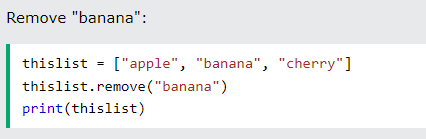 Remove "banana":
thislist = ["apple", "banana", "cherry"]
thislist.remove("banana")
print(thislist)